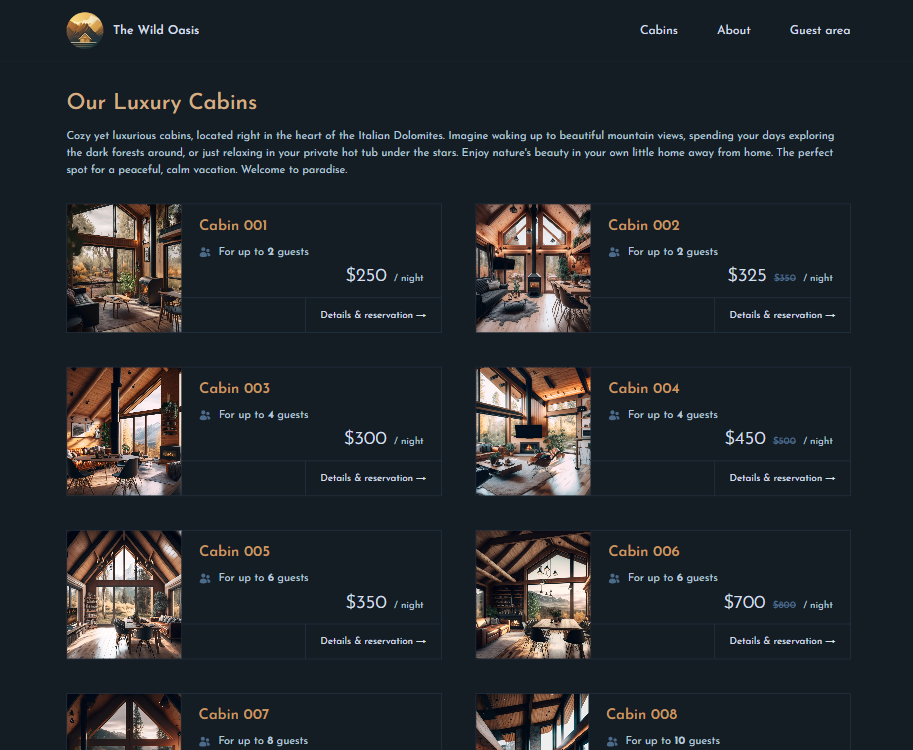 The Wild Oasis
Cabins About Guest area
Our Luxury Cabins
Cozy yet luxurious cabins, located right in the heart of the Italian Dolomites. Imagine waking up to beautiful mountain views, spending your days exploring
the dark forests around, or just relaxing in your private hot tub under the stars. Enjoy nature's beauty in your own little home away from home. The perfect
spot for a peaceful, calm vacation. Welcome to paradise.
Cabin 001
For up to 2 guests
$250 / night
Details & reservation →
Cabin 002
For up to 2 guests
$325 $350 / night
Details & reservation →
Cabin 003
For up to 4 guests
$300 / night
Details & reservation →
Cabin 004
For up to 4 guests
$450 $500 / night
Details & reservation →
Cabin 005
For up to 6 guests
$350 / night
Details & reservation →
Cabin 006
For up to 6 guests
$700 $800 / night
Details & reservation →
Cabin 007
For up to 8 guests
Cabin 008
For up to 10 guests